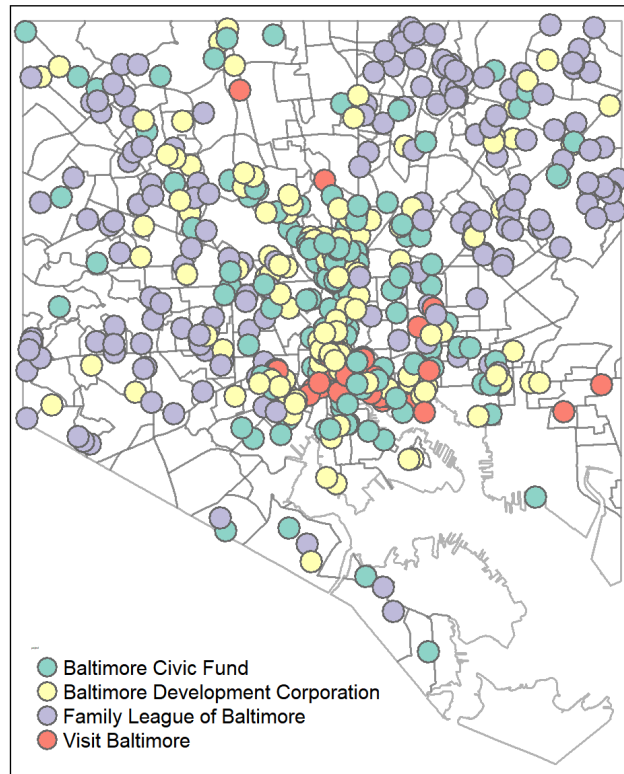 Baltimore Civic Fund
Baltimore Development Corporation
Family League of Baltimore
Visit Baltimore